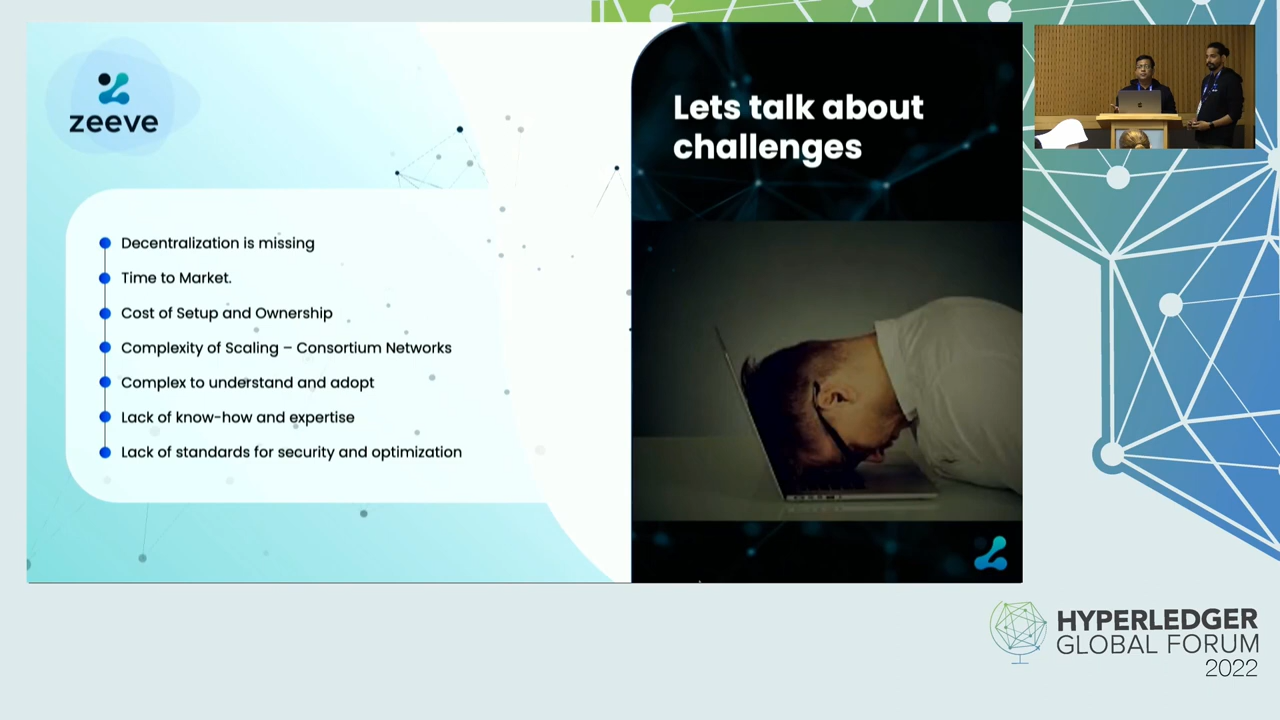 zeeve
Lets talk about
challenges
Decentralization is missing
Time to Market.
Cost of Setup and Ownership
Complexity of Scaling – Consortium Networks
Complex to understand and adopt
Lack of know-how and expertise
Lack of standards for security and optimization
HYPERLEDGER
GLOBAL FORUM
2022